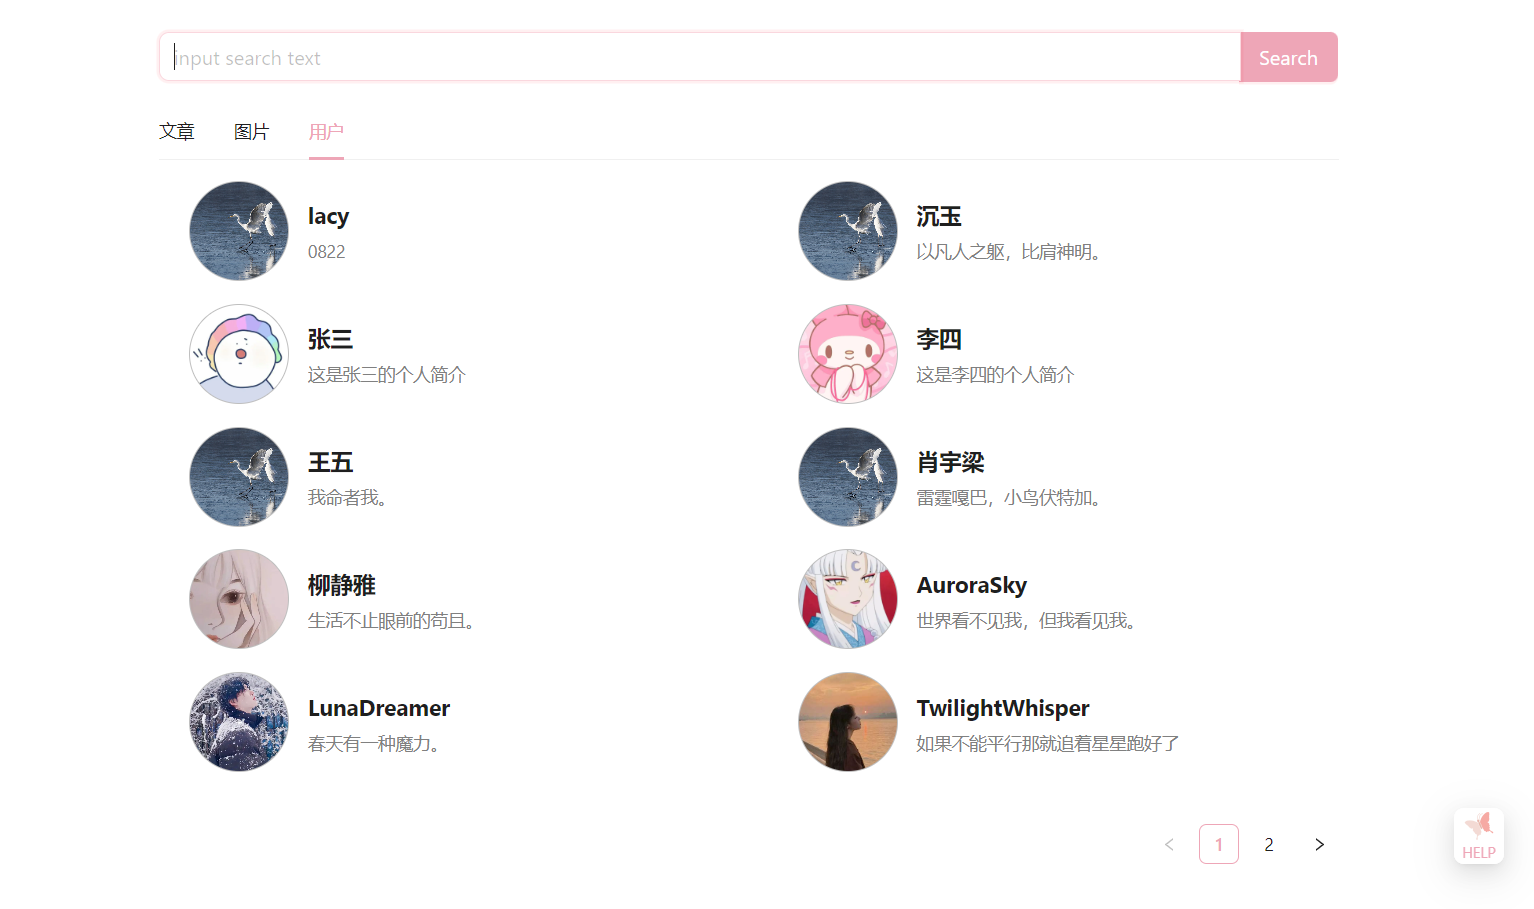 input search text
Search
文章
图片
用户
lacy
0822
沉玉
以凡人之躯，比肩神明。
张三
这是张三的个人简介
李四
这是李四的个人简介
王五
我命者我。
肖宇梁
雷霆嘎巴，小鸟伏特加。
柳静雅
生活不止眼前的苟且。
AuroraSky
世界看不见我，但我看见我。
LunaDreamer
春天有一种魔力。
TwilightWhisper
如果不能平行那就追着星星跑好了
1
2
HELP